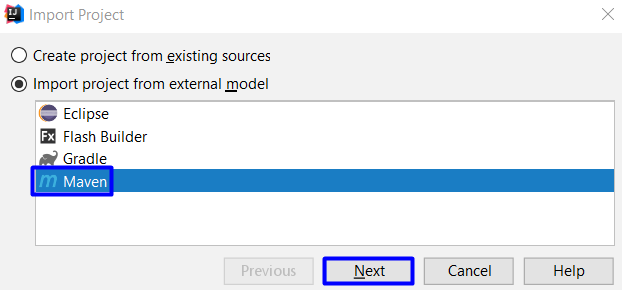 Import Project
Create project from existing sources
Import project from external model
Eclipse
Fx Flash Builder
Gradle
m Maven
Previous Next Cancel Help